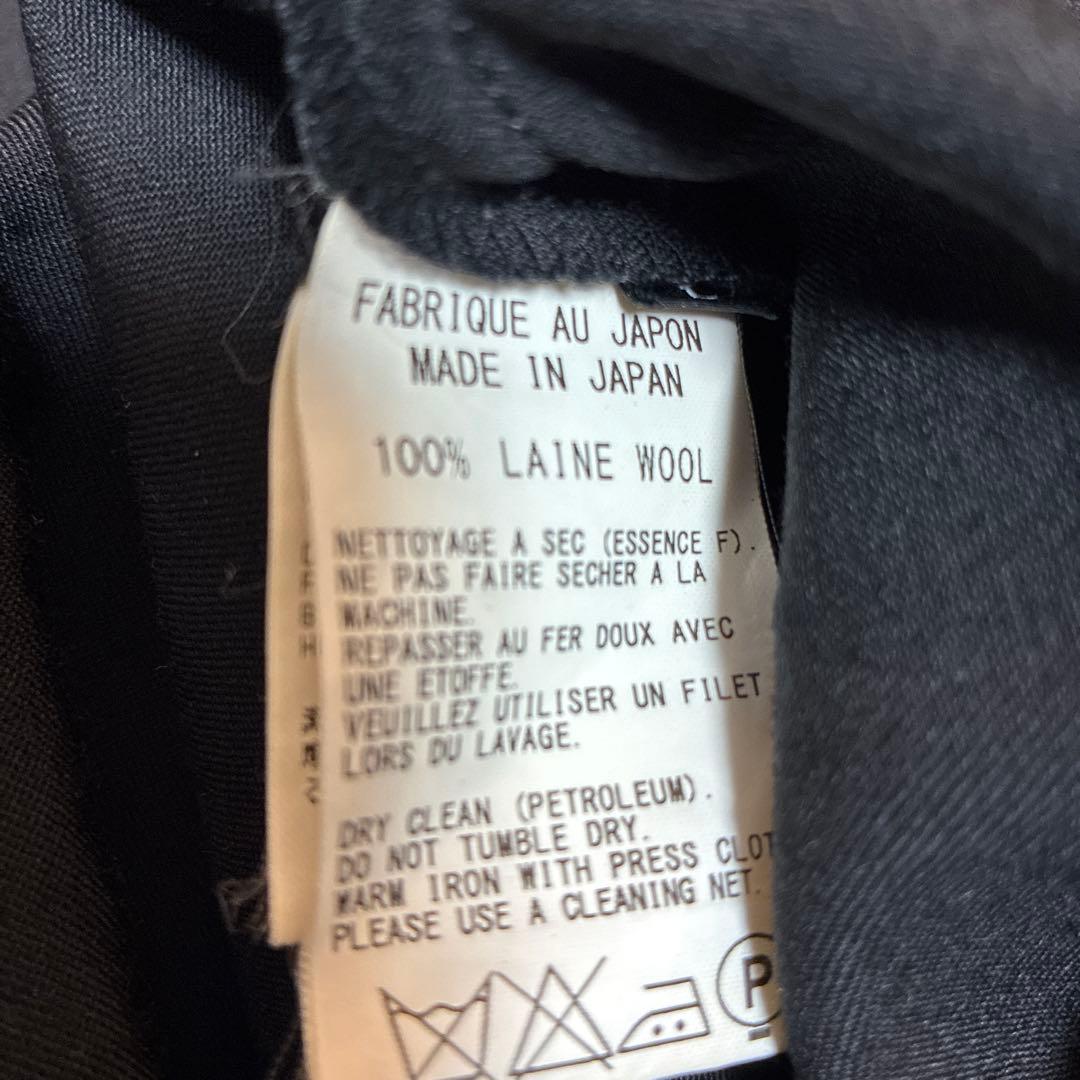 FABRIQUE AU JAPON
MADE IN JAPAN
100% LAINE WOOL
NETTOYAGE A SEC (ESSENCE F).
NE PAS FAIRE SECHER A LA
MACHINE.
REPASSER AU FER DOUX AVEC
UNE ETOFFE.
VEUILLEZ UTILISER UN FILET
LORS DU LAVAGE.
DRY CLEAN (PETROLEUM).
DO NOT TUMBLE DRY.
WARM IRON WITH PRESS CLOT
PLEASE USE A CLEANING NET.
P